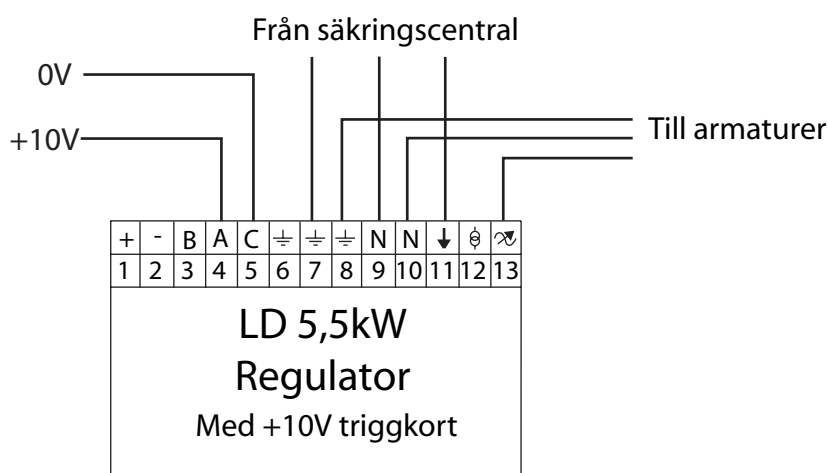 Från säkringscentral
0V
+10V
Till armaturer
+ - B A C N N
1 2 3 4 5 6 7 8 9 10 11 12 13
LD 5,5kW
Regulator
Med +10V triggkort